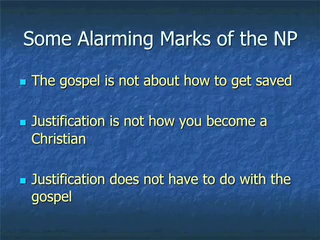 Some Alarming Marks of the NP
The gospel is not about how to get saved
Justification is not how you become a
Christian
Justification does not have to do with the
gospel